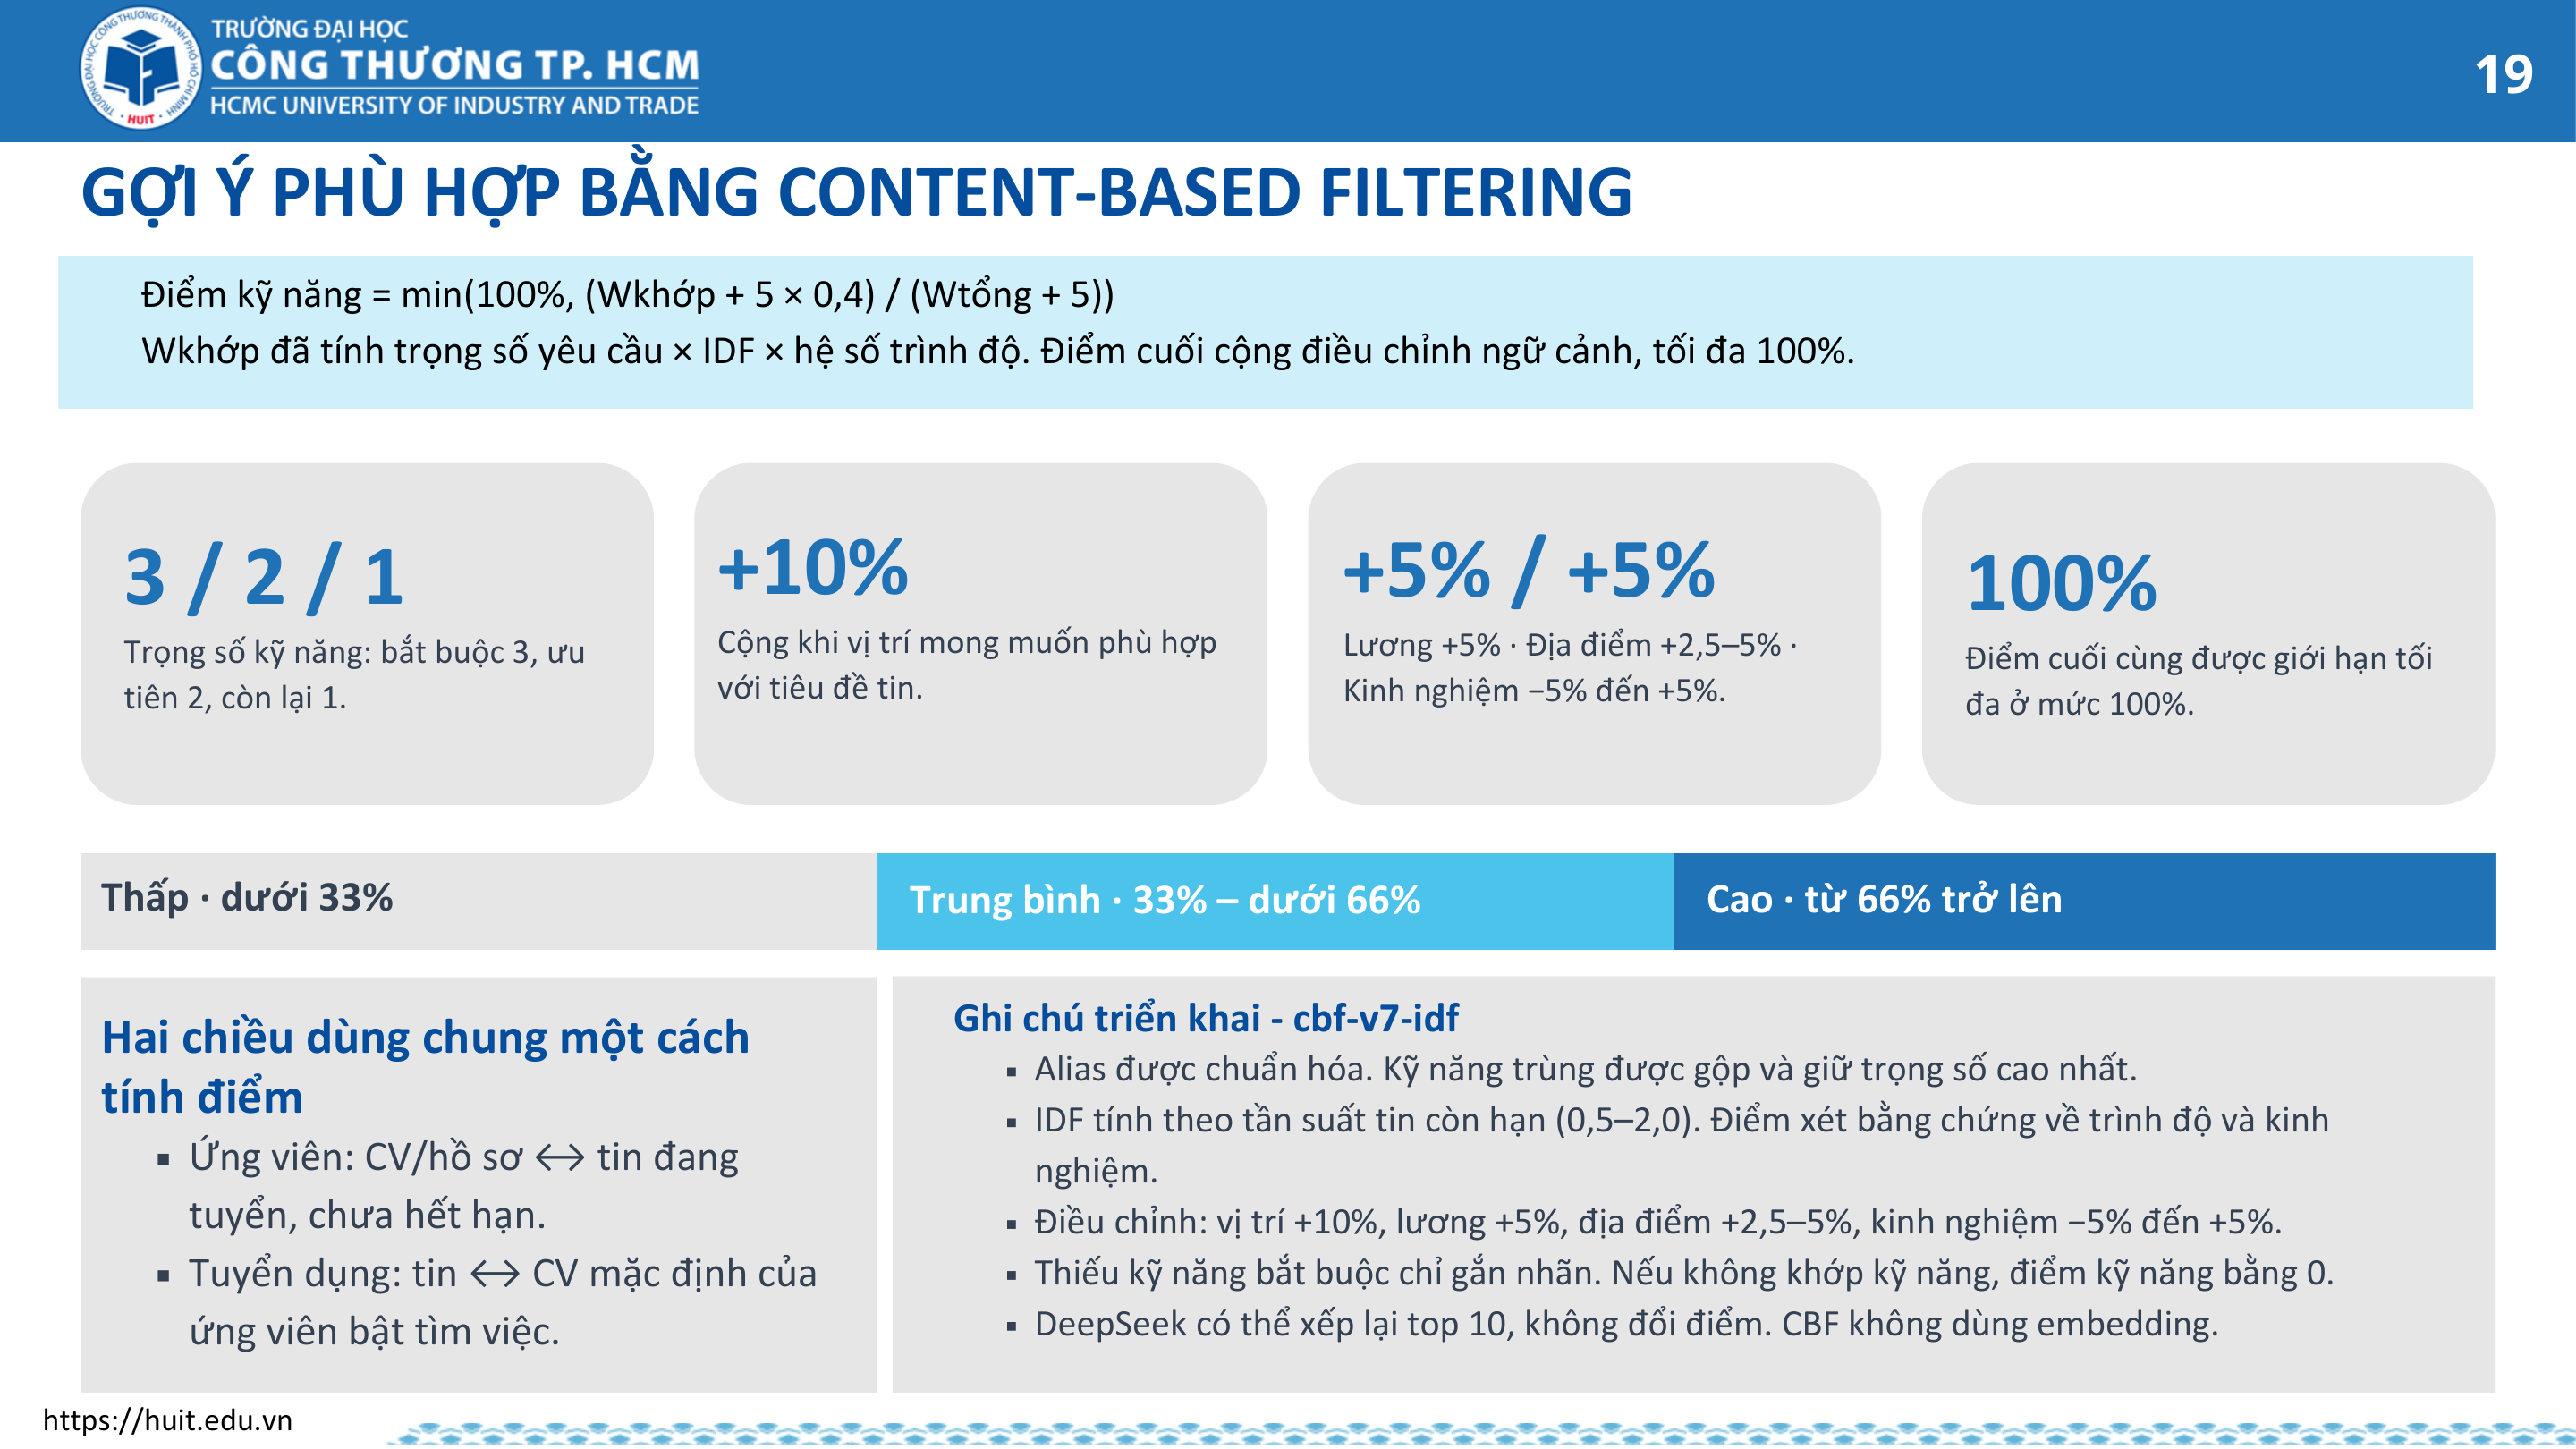 TRƯỜNG ĐẠI HỌC
CÔNG THƯƠNG TP. HCM
HCMC UNIVERSITY OF INDUSTRY AND TRADE
TRƯỜNG ĐẠI HỌC CÔNG THƯƠNG THÀNH PHỐ HỒ CHÍ MINH
HUIT
19
GỢI Ý PHÙ HỢP BẰNG CONTENT-BASED FILTERING
Điểm kỹ năng = min(100%, (Wkhớp + 5 × 0,4) / (Wtổng + 5))
Wkhớp đã tính trọng số yêu cầu × IDF × hệ số trình độ. Điểm cuối cộng điều chỉnh ngữ cảnh, tối đa 100%.
3 / 2 / 1
Trọng số kỹ năng: bắt buộc 3, ưu
tiên 2, còn lại 1.
+10%
Cộng khi vị trí mong muốn phù hợp
với tiêu đề tin.
+5% / +5%
Lương +5% · Địa điểm +2,5–5% ·
Kinh nghiệm −5% đến +5%.
100%
Điểm cuối cùng được giới hạn tối
đa ở mức 100%.
Thấp · dưới 33%
Trung bình · 33% – dưới 66%
Cao · từ 66% trở lên
Hai chiều dùng chung một cách
tính điểm
▪ Ứng viên: CV/hồ sơ ↔ tin đang
tuyển, chưa hết hạn.
▪ Tuyển dụng: tin ↔ CV mặc định của
ứng viên bật tìm việc.
Ghi chú triển khai - cbf-v7-idf
▪ Alias được chuẩn hóa. Kỹ năng trùng được gộp và giữ trọng số cao nhất.
▪ IDF tính theo tần suất tin còn hạn (0,5–2,0). Điểm xét bằng chứng về trình độ và kinh
nghiệm.
▪ Điều chỉnh: vị trí +10%, lương +5%, địa điểm +2,5–5%, kinh nghiệm −5% đến +5%.
▪ Thiếu kỹ năng bắt buộc chỉ gắn nhãn. Nếu không khớp kỹ năng, điểm kỹ năng bằng 0.
▪ DeepSeek có thể xếp lại top 10, không đổi điểm. CBF không dùng embedding.
https://huit.edu.vn